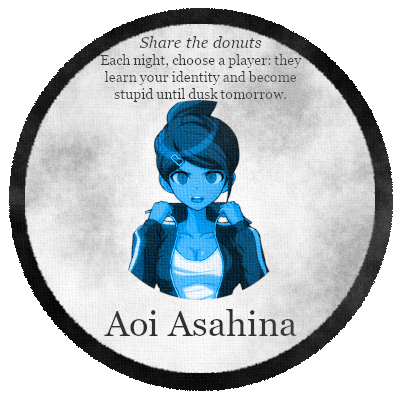 Share the donuts
Each night, choose a player: they
learn your identity and become
stupid until dusk tomorrow.
Aoi Asahina